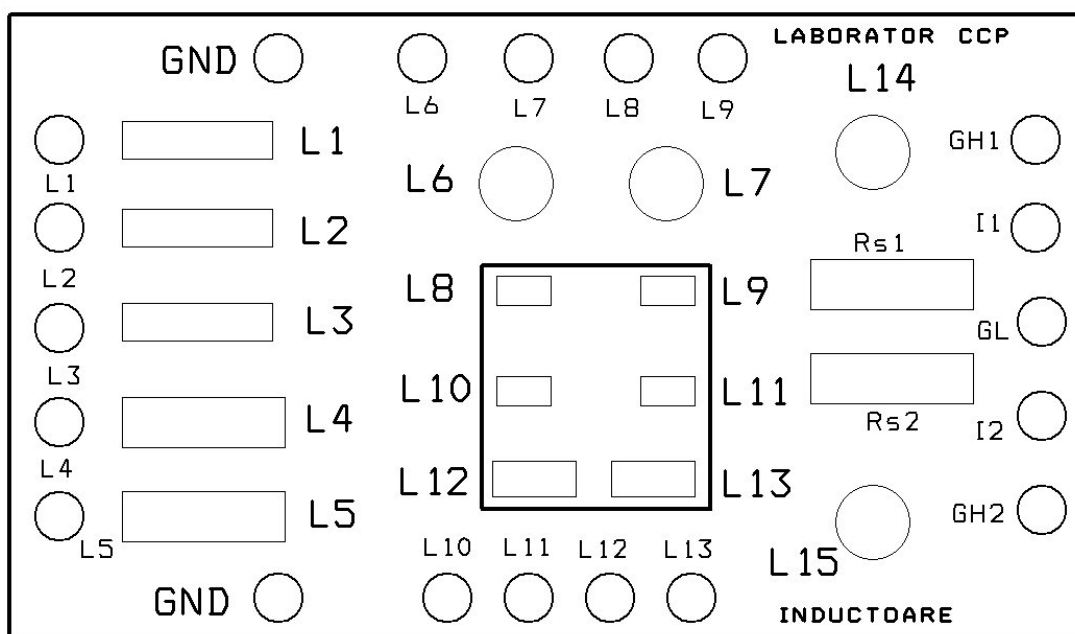 LABORATOR CCP
GND
L6 L7 L8 L9
L14
L1
L1
GH1
L6 L7
L2
L2
I1
Rs1
L8 L9
L3
L3
GL
L10 L11
L4
L4
Rs2
I2
L12 L13
L5
L5
GH2
L10 L11 L12 L13
L15
GND
INDUCTOARE